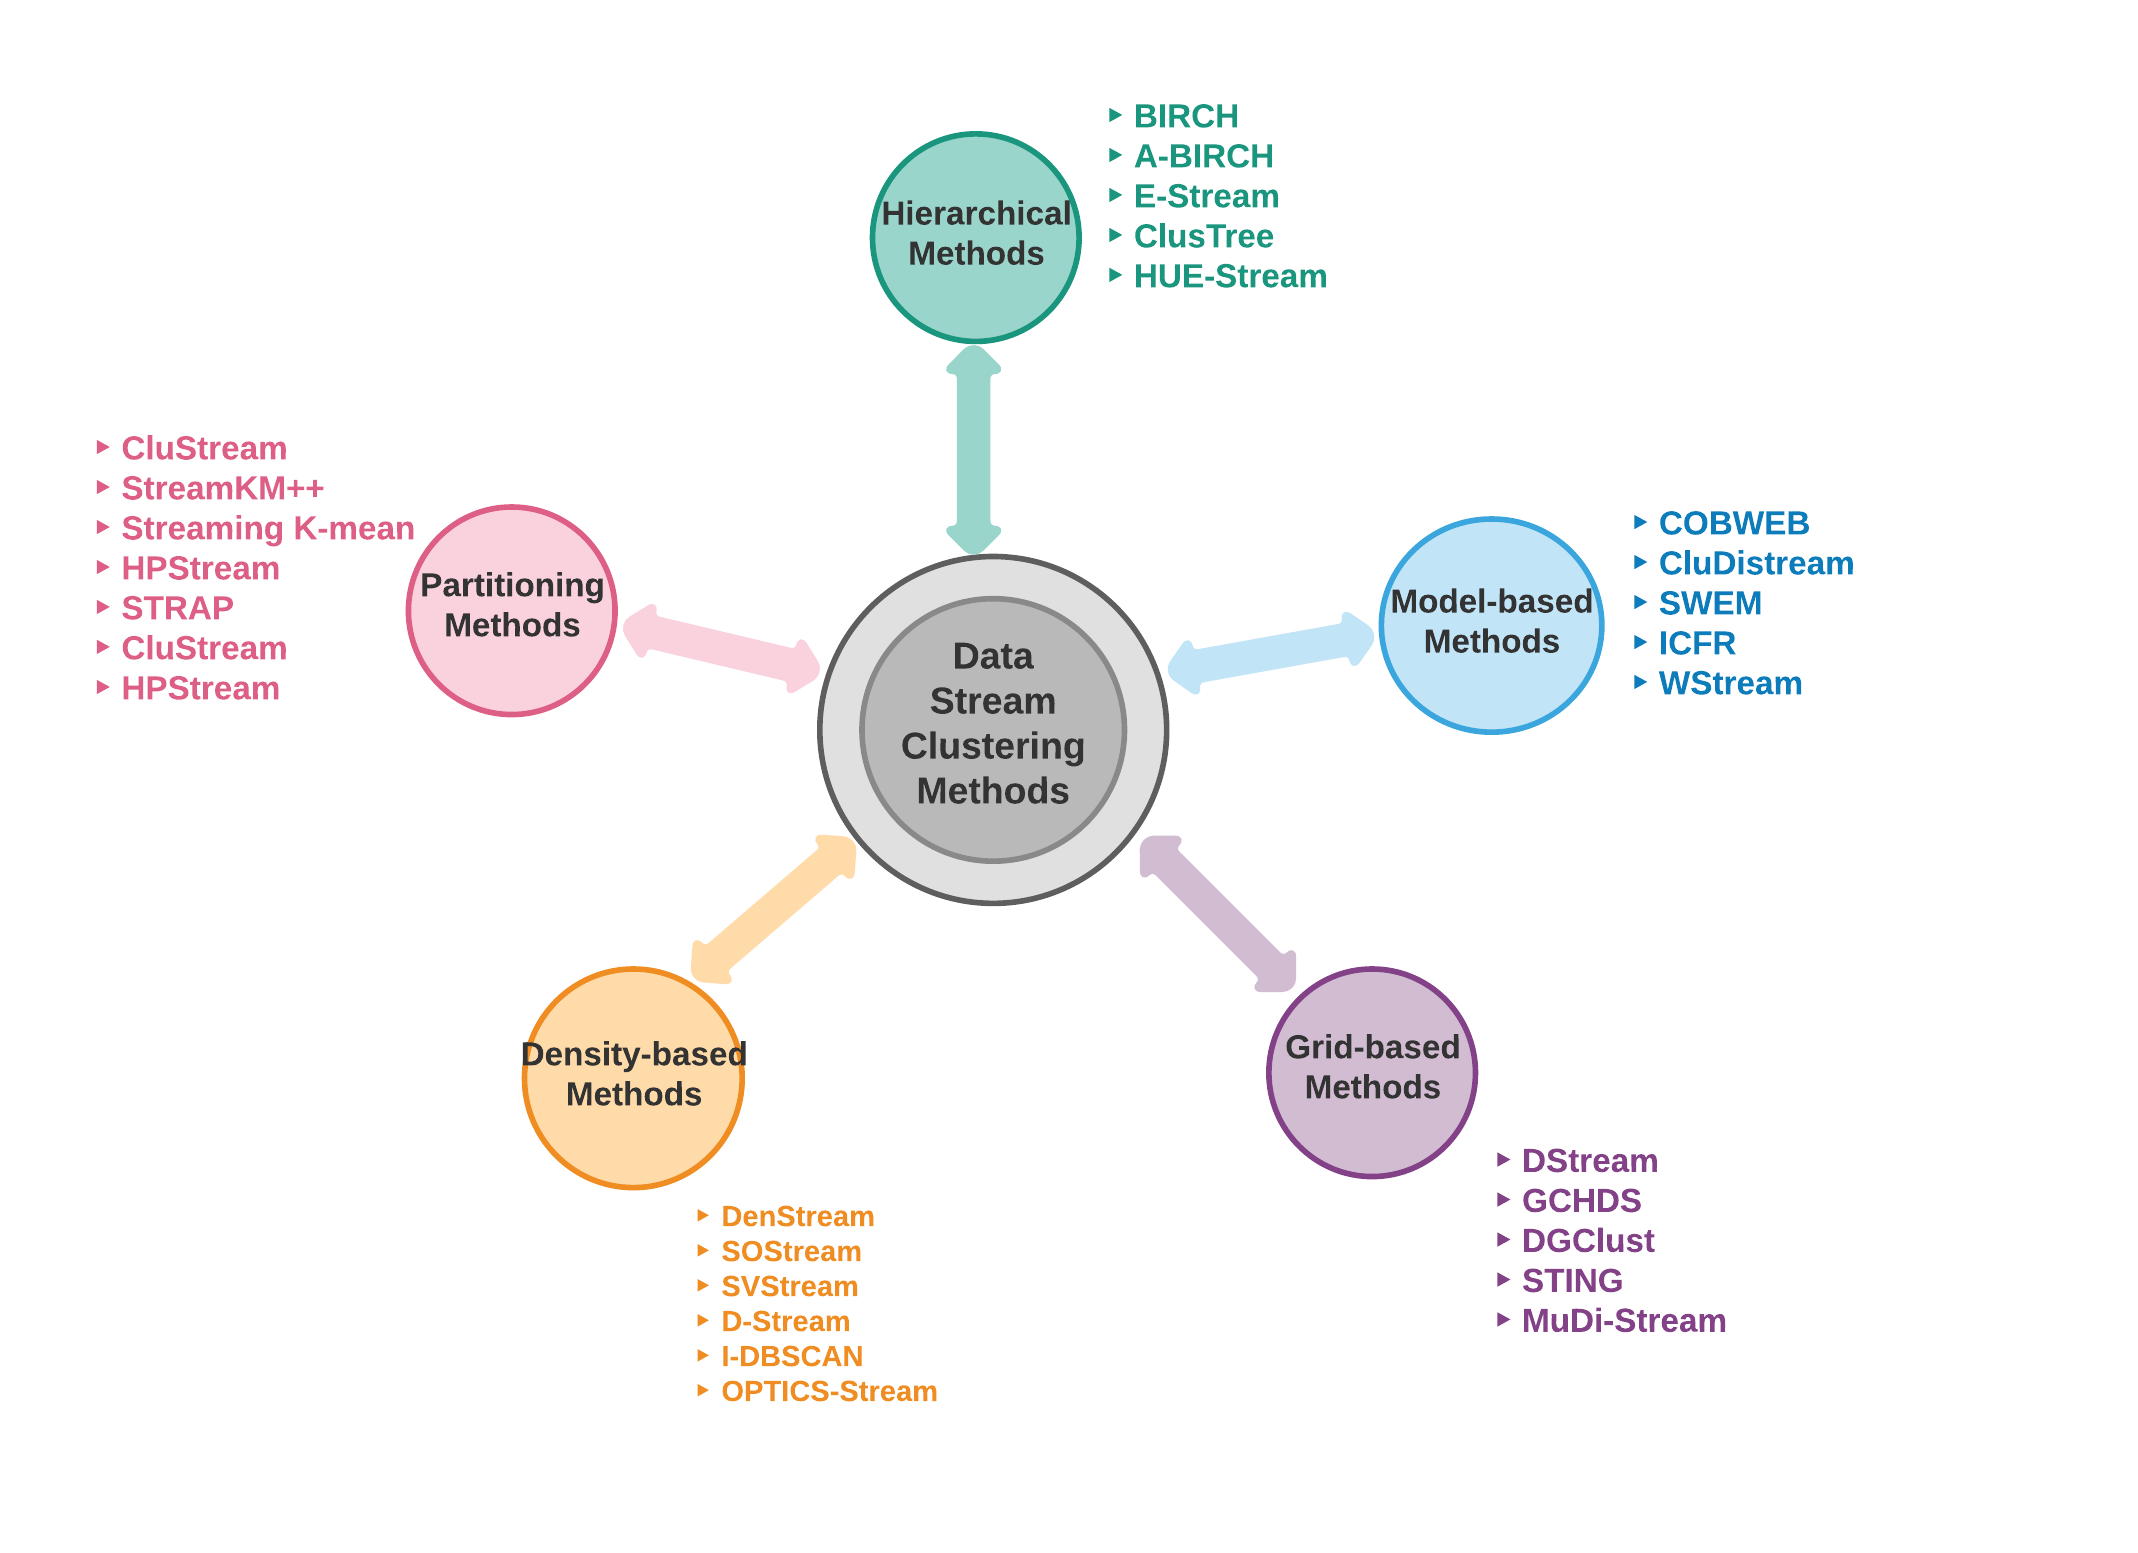 BIRCH
A-BIRCH
E-Stream
ClusTree
HUE-Stream
Hierarchical
Methods
CluStream
StreamKM++
Streaming K-mean
HPStream
STRAP
CluStream
HPStream
Partitioning
Methods
Data
Stream
Clustering
Methods
Model-based
Methods
COBWEB
CluDistream
SWEM
ICFR
WStream
Density-based
Methods
DenStream
SOStream
SVStream
D-Stream
I-DBSCAN
OPTICS-Stream
Grid-based
Methods
DStream
GCHDS
DGClust
STING
MuDi-Stream